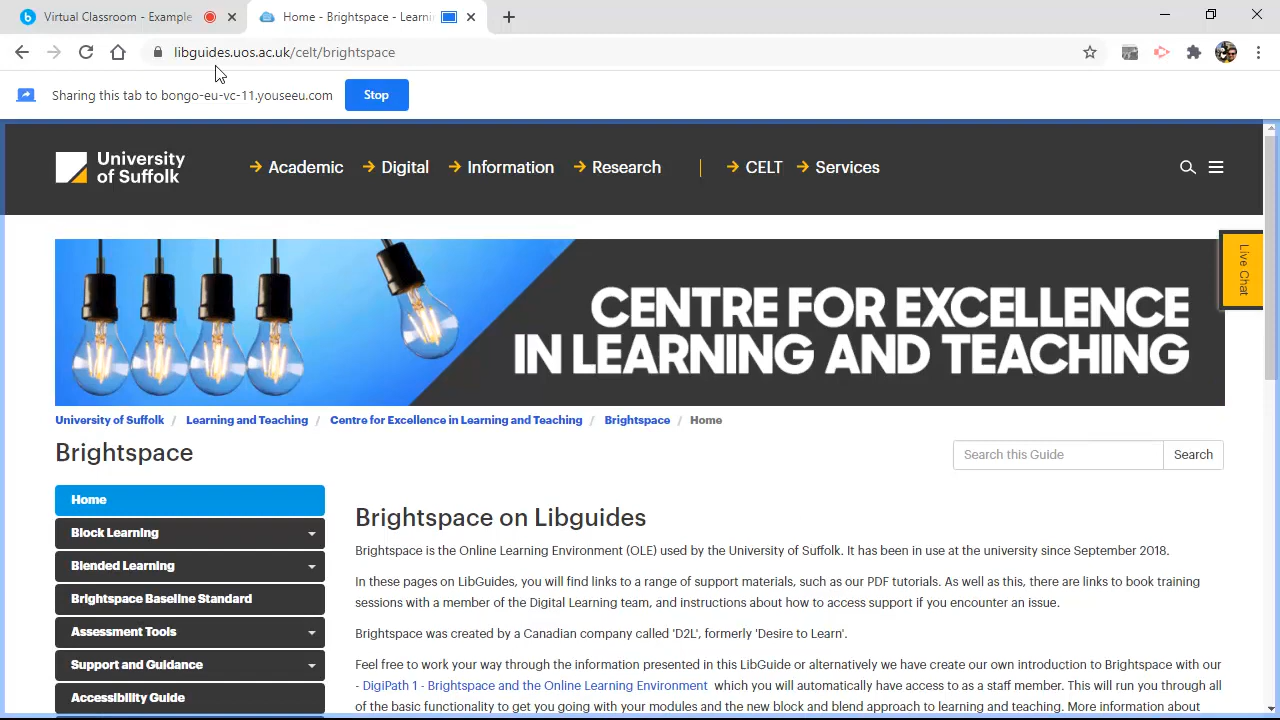 Virtual Classroom - Example
Home - Brightspace - Learni
libguides.uos.ac.uk/celt/brightspace
Sharing this tab to bongo-eu-vc-11.youseeu.com
Stop
University of Suffolk
Academic
Digital
Information
Research
CELT
Services
Live Chat
CENTRE FOR EXCELLENCE
IN LEARNING AND TEACHING
University of Suffolk / Learning and Teaching / Centre for Excellence in Learning and Teaching / Brightspace / Home
Brightspace
Search this Guide
Search
Home
Block Learning
Blended Learning
Brightspace Baseline Standard
Assessment Tools
Support and Guidance
Accessibility Guide
Brightspace on Libguides
Brightspace is the Online Learning Environment (OLE) used by the University of Suffolk. It has been in use at the university since September 2018.
In these pages on LibGuides, you will find links to a range of support materials, such as our PDF tutorials. As well as this, there are links to book training
sessions with a member of the Digital Learning team, and instructions about how to access support if you encounter an issue.
Brightspace was created by a Canadian company called 'D2L', formerly 'Desire to Learn'.
Feel free to work your way through the information presented in this LibGuide or alternatively we have create our own introduction to Brightspace with our
- DigiPath 1 - Brightspace and the Online Learning Environment which you will automatically have access to as a staff member. This will run you through all
of the basic functionality to get you going with your modules and the new block and blend approach to learning and teaching. More information about